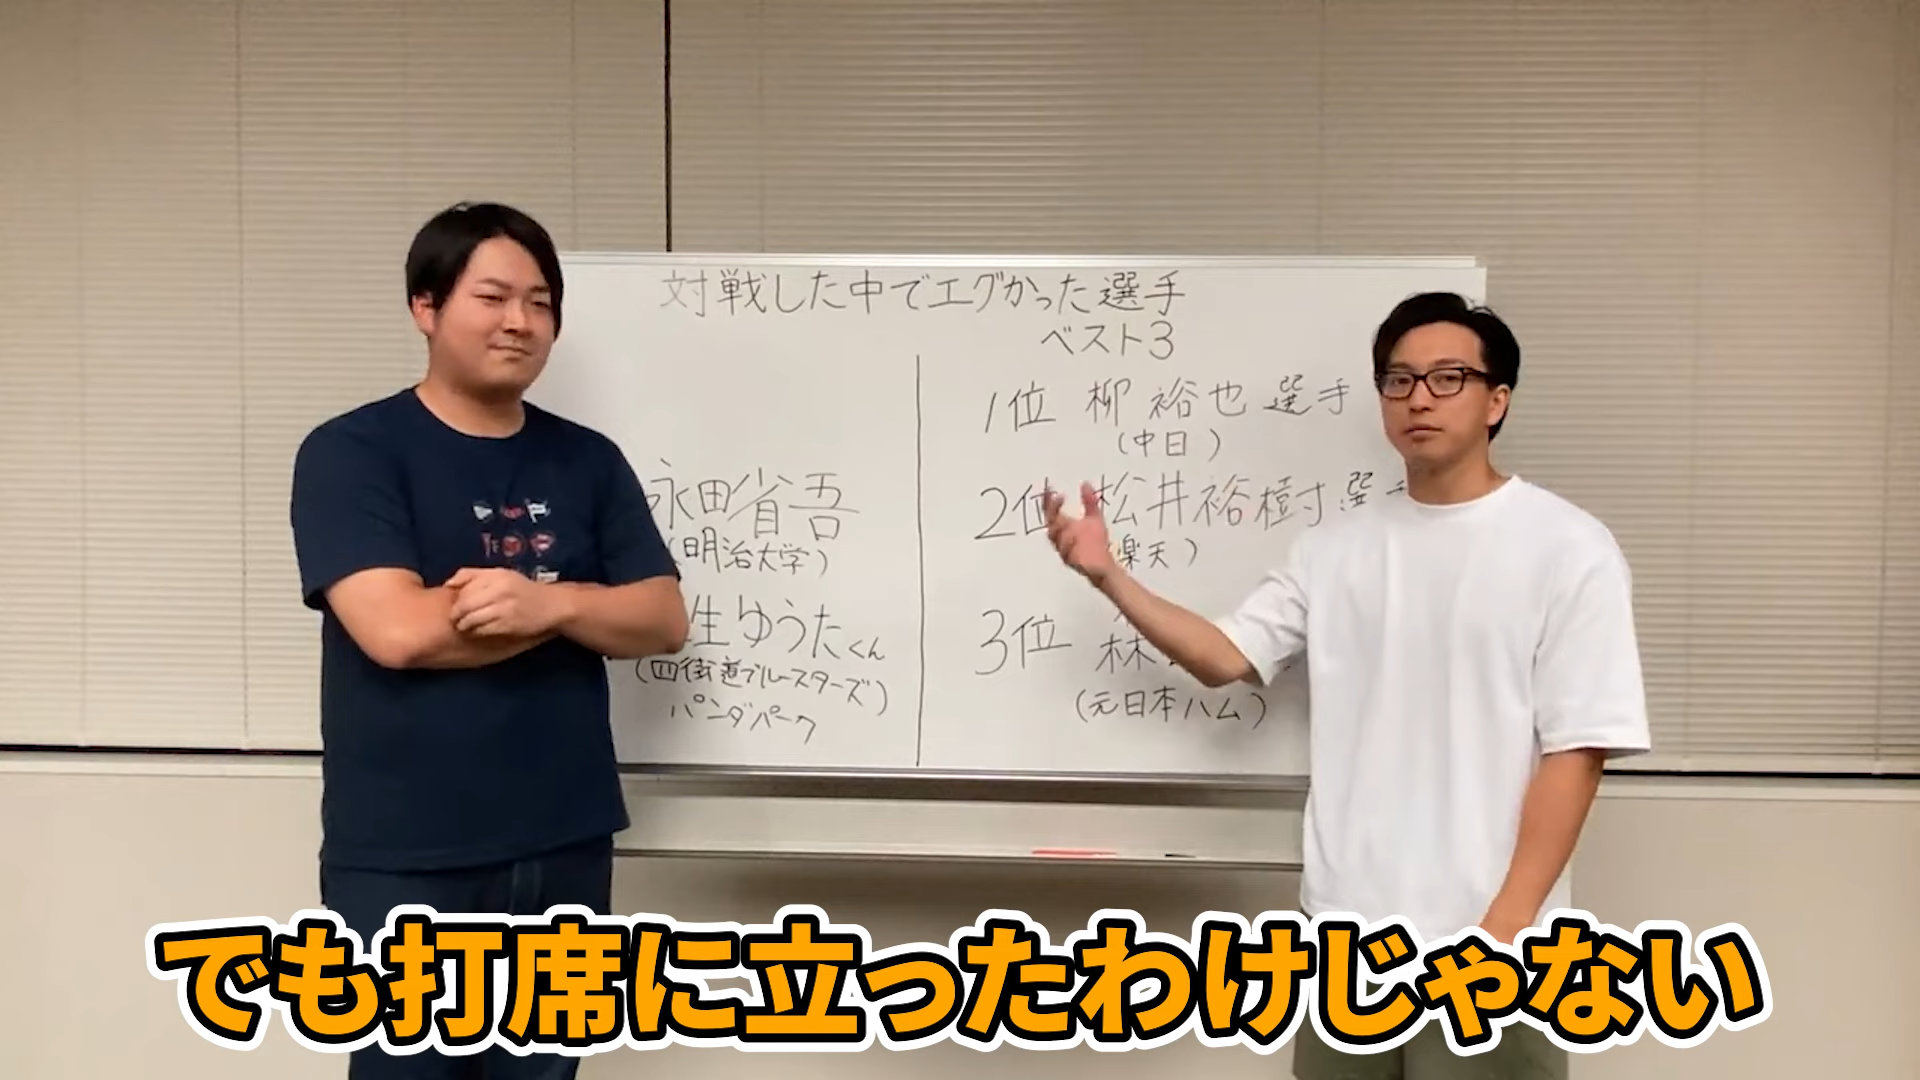 対戦した中でエグかった選手
ベスト3
永田省吾
(明治大学)
生ゆうたくん
(四街道ブルースターズ)
パンダパーク
1位 柳 裕也 選手
(中日)
2位 松井裕樹 選
楽天)
3位
(元日本ハム)
でも打席に立ったわけじゃない